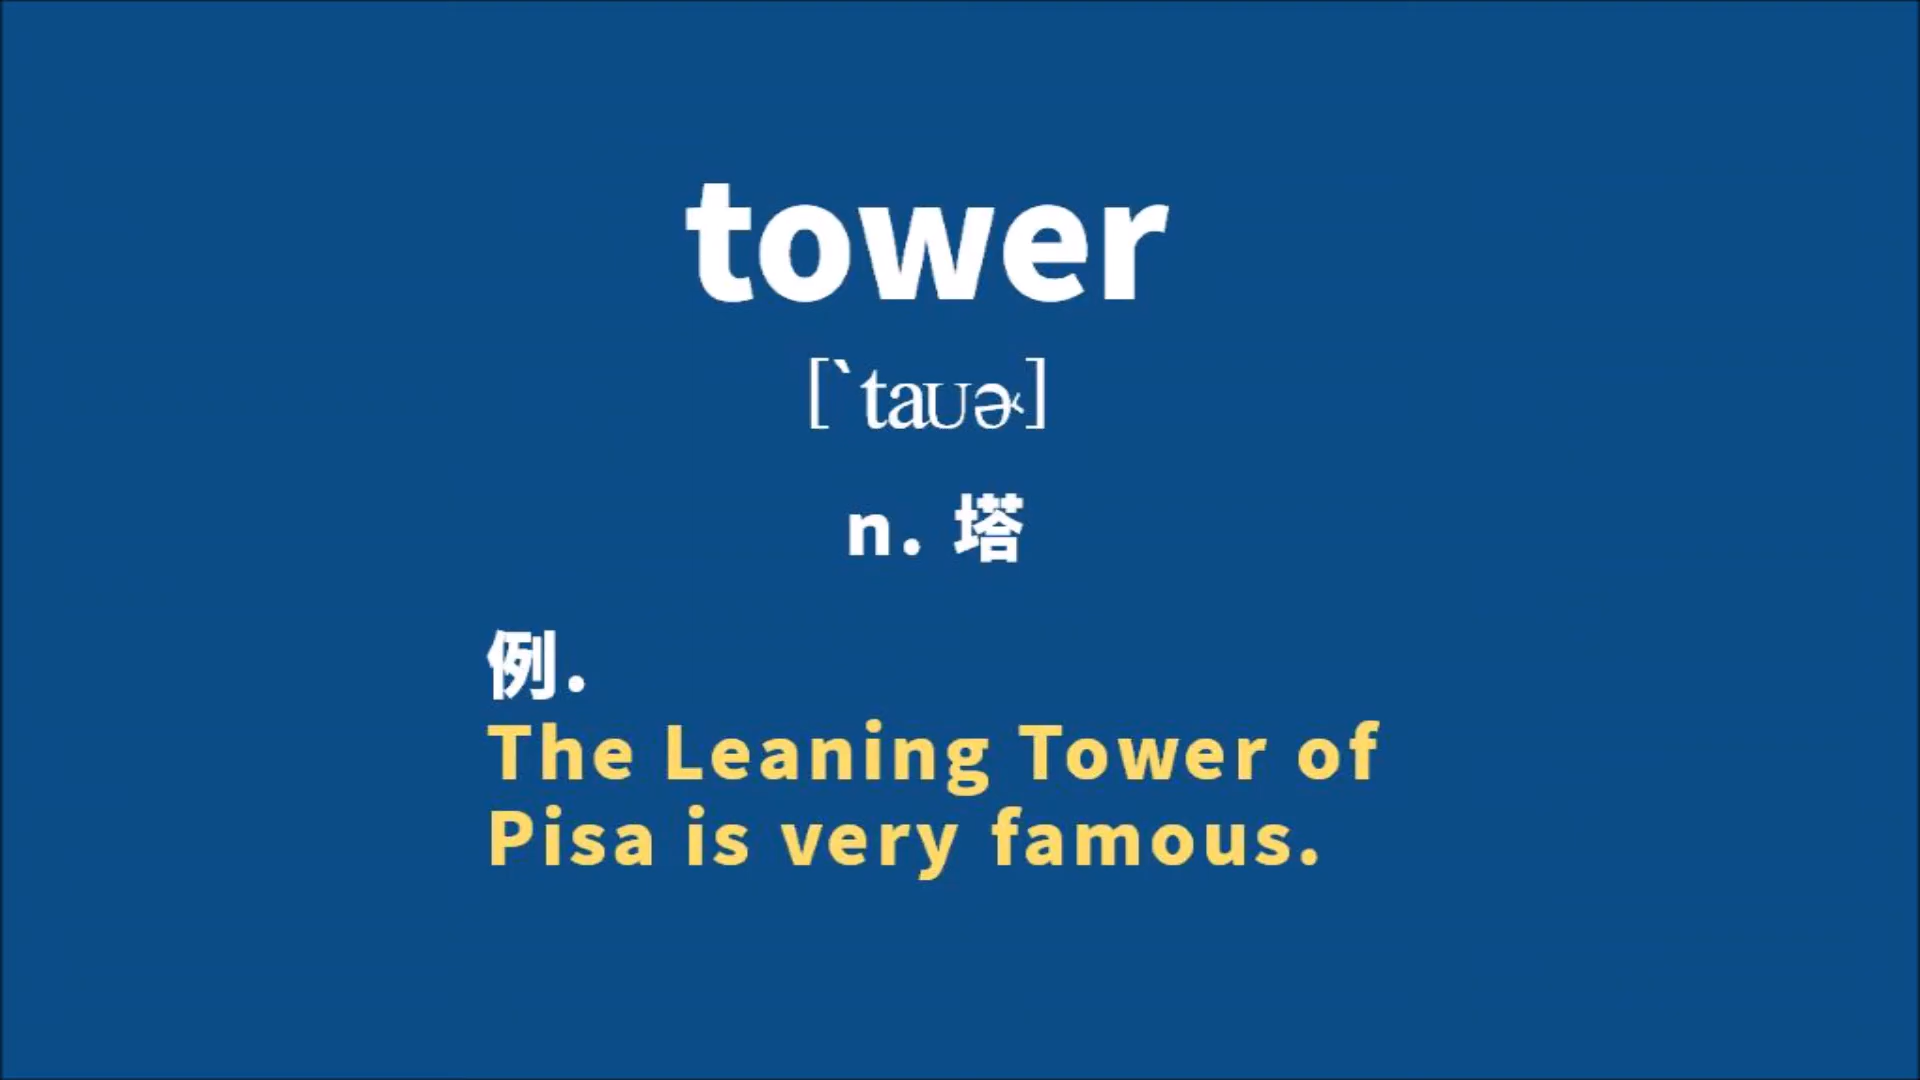 tower
[ˋtaʊɚ]
n. 塔
例.
The Leaning Tower of
Pisa is very famous.